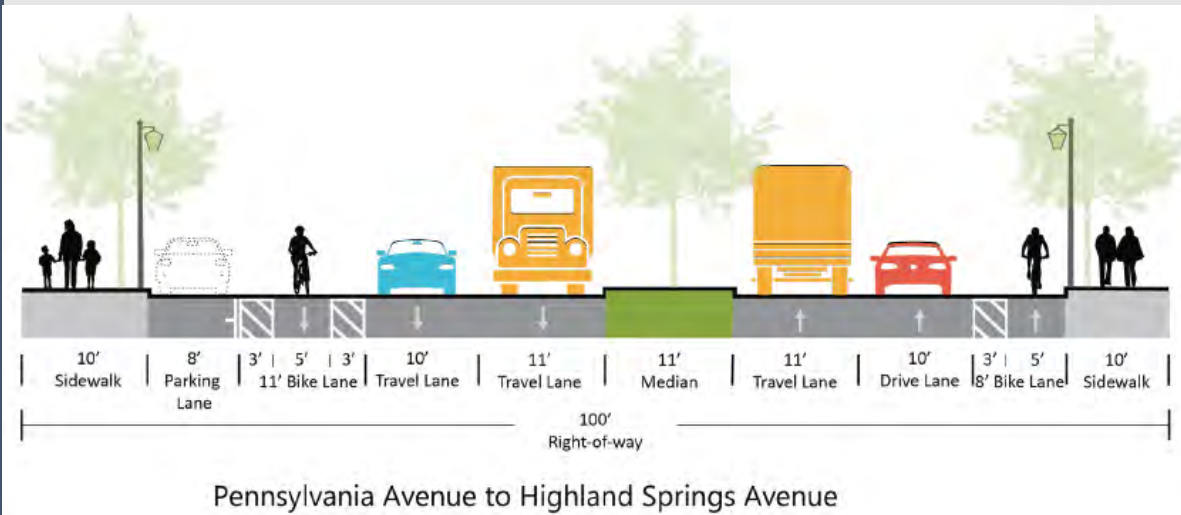 10' 8' 3' 5' 3' 10' 11' 11' 11' 10' 3' 5' 10'
Sidewalk Parking 11' Bike Lane Travel Lane Travel Lane Median Travel Lane Drive Lane 8' Bike Lane Sidewalk
Lane
100'
Right-of-way
Pennsylvania Avenue to Highland Springs Avenue